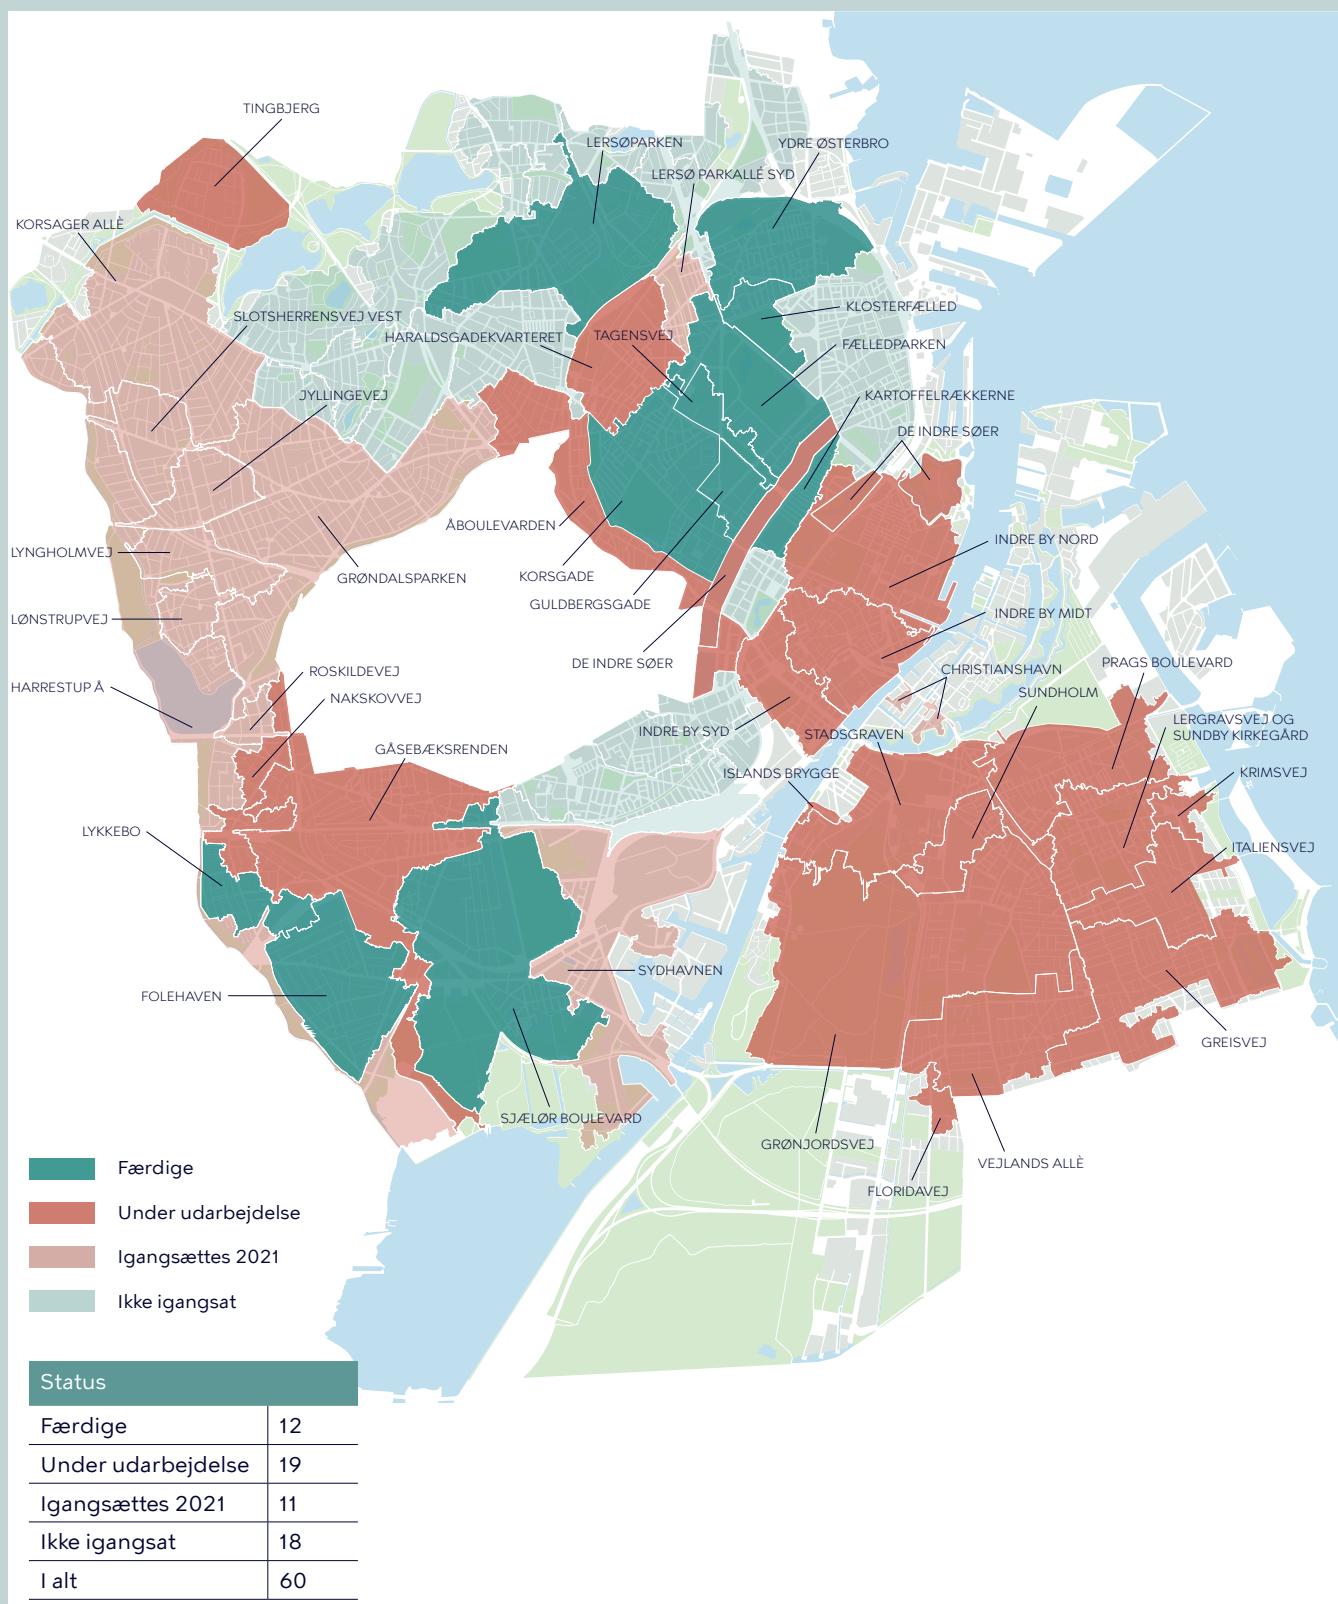 TINGBJERG
LERSØPARKEN
YDRE ØSTERBRO
LERSØ PARKALLÉ SYD
KORSAGER ALLÈ
KLOSTERFÆLLED
SLOTSHERRENSVEJ VEST
HARALDSGADEKVARTERET
TAGENSVEJ
FÆLLEDPARKEN
JYLLINGEVEJ
KARTOFFELRÆKKERNE
DE INDRE SØER
ÅBOULEVARDEN
INDRE BY NORD
LYNGHOLMVEJ
GRØNDALSPARKEN
KORSGADE
GULDBERGSGADE
INDRE BY MIDT
LØNSTRUPVEJ
DE INDRE SØER
PRAGS BOULEVARD
ROSKILDEVEJ
CHRISTIANSHAVN
HARRESTUP Å
NAKSKOVVEJ
SUNDHOLM
LERGRAVSVEJ OG
SUNDBY KIRKEGÅRD
INDRE BY SYD
STADSGRAVEN
GÅSEBÆKSRENDEN
ISLANDS BRYGGE
KRIMSVEJ
LYKKEBO
ITALIENSVEJ
SYDHAVNEN
FOLEHAVEN
GREISVEJ
SJÆLØR BOULEVARD
GRØNJORDSVEJ
VEJLANDS ALLÈ
FLORIDAVEJ
Færdige
Under udarbejdelse
Igangsættes 2021
Ikke igangsat
Status
Færdige 12
Under udarbejdelse 19
Igangsættes 2021 11
Ikke igangsat 18
I alt 60